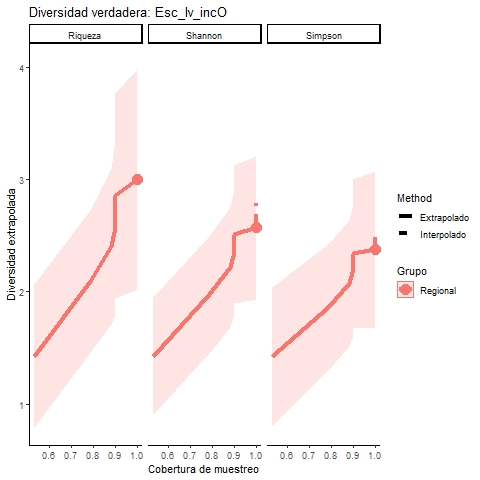 Diversidad verdadera: Esc_lv_incO
Riqueza
Shannon
Simpson
Diversidad extrapolada
4
3
2
1
0.6 0.7 0.8 0.9 1.0
0.6 0.7 0.8 0.9 1.0
0.6 0.7 0.8 0.9 1.0
Cobertura de muestreo
Method
Extrapolado
Interpolado
Grupo
Regional